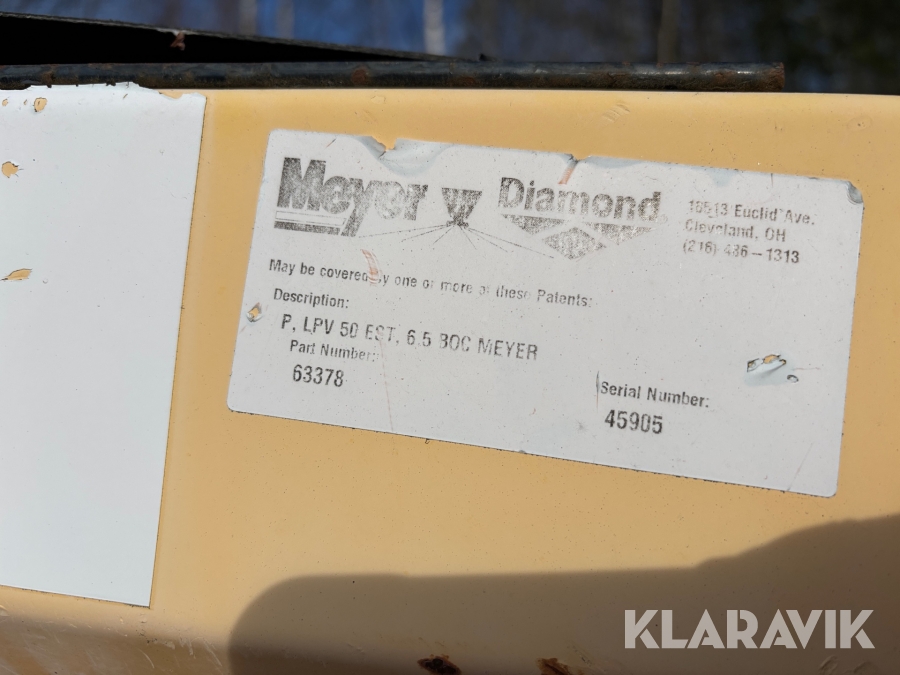 Meyer Diamond
18513 Euclid Ave.
Cleveland, OH
(216) 486-1313
May be covered by one or more of these Patents:
Description:
P, LPV 50 EST, 6.5 BOC MEYER
Part Number:
63378
Serial Number:
45905
KLARAVIK